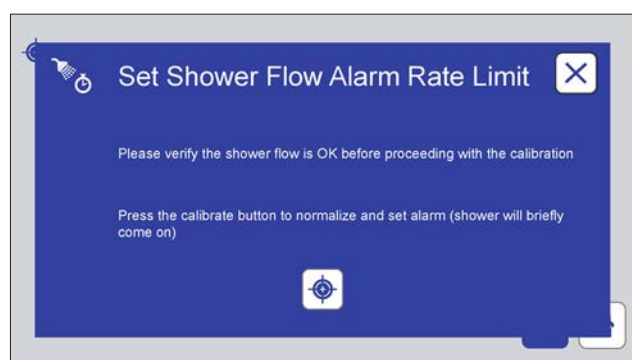 Set Shower Flow Alarm Rate Limit
Please verify the shower flow is OK before proceeding with the calibration
Press the calibrate button to normalize and set alarm (shower will briefly
come on)